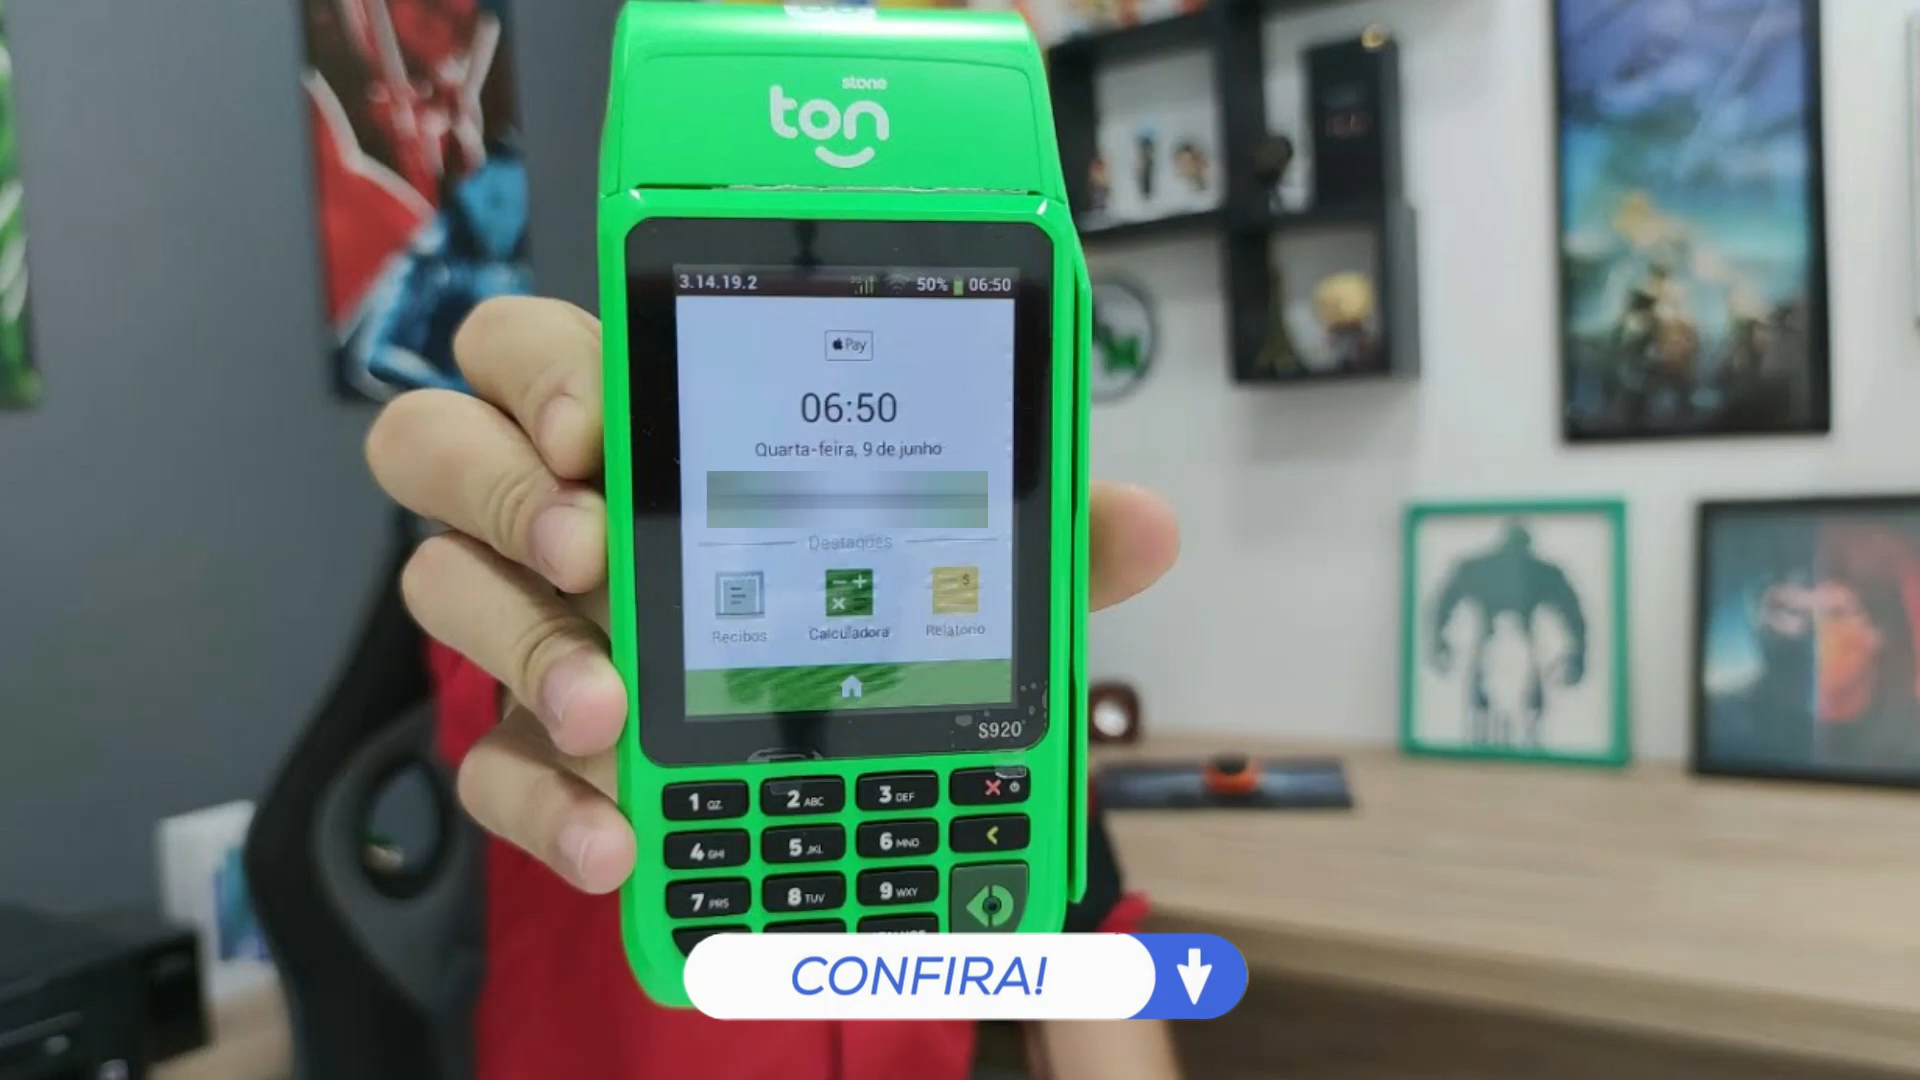 stone
ton
3.14.19.2 50% 06:50
Pay
06:50
Quarta-feira, 9 de junho
Destaques
Recibos Calculadora Relatório
S920
1 QZ 2 ABC 3 DEF
4 GHI 5 JKL 6 MNO
7 PRS 8 TUV 9 WXY
CONFIRA!